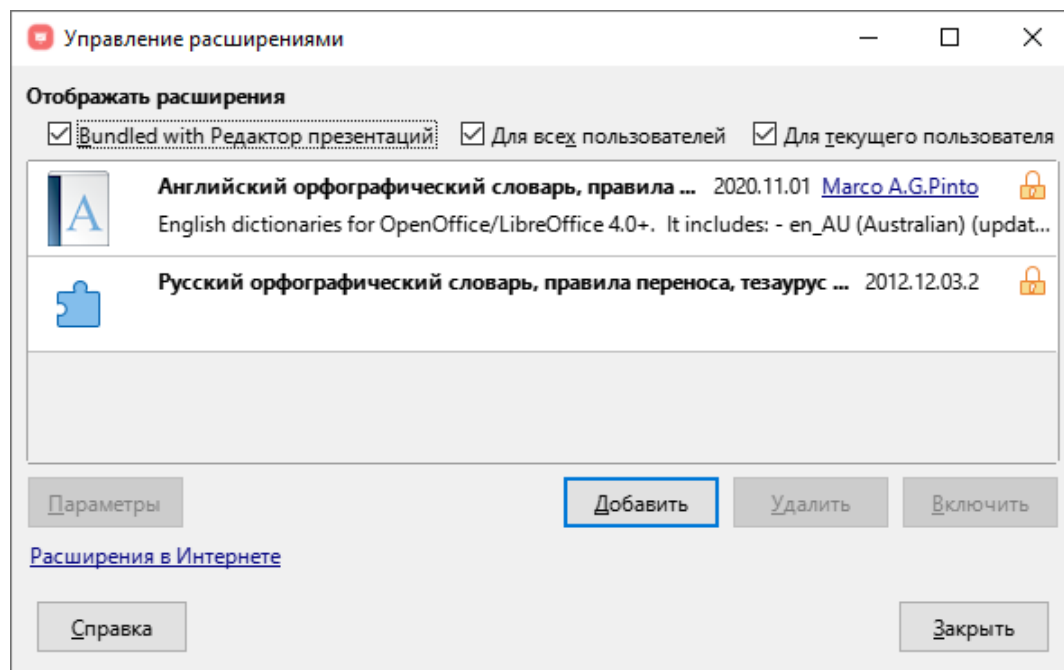 Управление расширениями
Отображать расширения
Bundled with Редактор презентаций Для всех пользователей Для текущего пользователя
Английский орфографический словарь, правила ... 2020.11.01 Marco A.G.Pinto
English dictionaries for OpenOffice/LibreOffice 4.0+. It includes: - en_AU (Australian) (updat...
Русский орфографический словарь, правила переноса, тезаурус ... 2012.12.03.2
Параметры Добавить Удалить Включить
Расширения в Интернете
Справка Закрыть